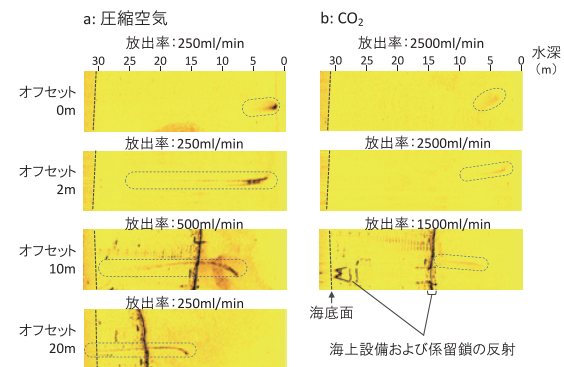 a: 圧縮空気
b: CO₂
放出率：250ml/min
放出率：2500ml/min
水深
（m）
30 25 20 15 10 5 0
30 25 20 15 10 5 0
オフセット
0m
放出率：250ml/min
放出率：2500ml/min
オフセット
2m
放出率：500ml/min
放出率：1500ml/min
オフセット
10m
海底面
放出率：250ml/min
オフセット
20m
海上設備および係留鎖の反射